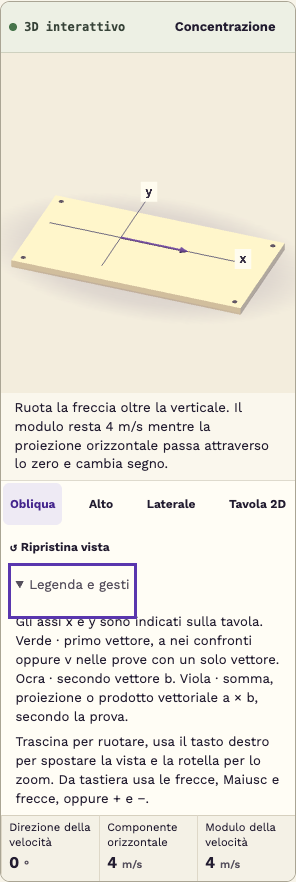 3D interattivo
Concentrazione
y
x
Ruota la freccia oltre la verticale. Il
modulo resta 4 m/s mentre la
proiezione orizzontale passa attraverso
lo zero e cambia segno.
Obliqua
Alto
Laterale
Tavola 2D
↺ Ripristina vista
▼ Legenda e gesti
Gli assi x e y sono indicati sulla tavola.
Verde · primo vettore, a nei confronti
oppure v nelle prove con un solo vettore.
Ocra · secondo vettore b. Viola · somma,
proiezione o prodotto vettoriale a × b,
secondo la prova.
Trascina per ruotare, usa il tasto destro
per spostare la vista e la rotella per lo
zoom. Da tastiera usa le frecce, Maiusc e
frecce, oppure + e −.
Direzione della
velocità
0 °
Componente
orizzontale
4 m/s
Modulo della
velocità
4 m/s